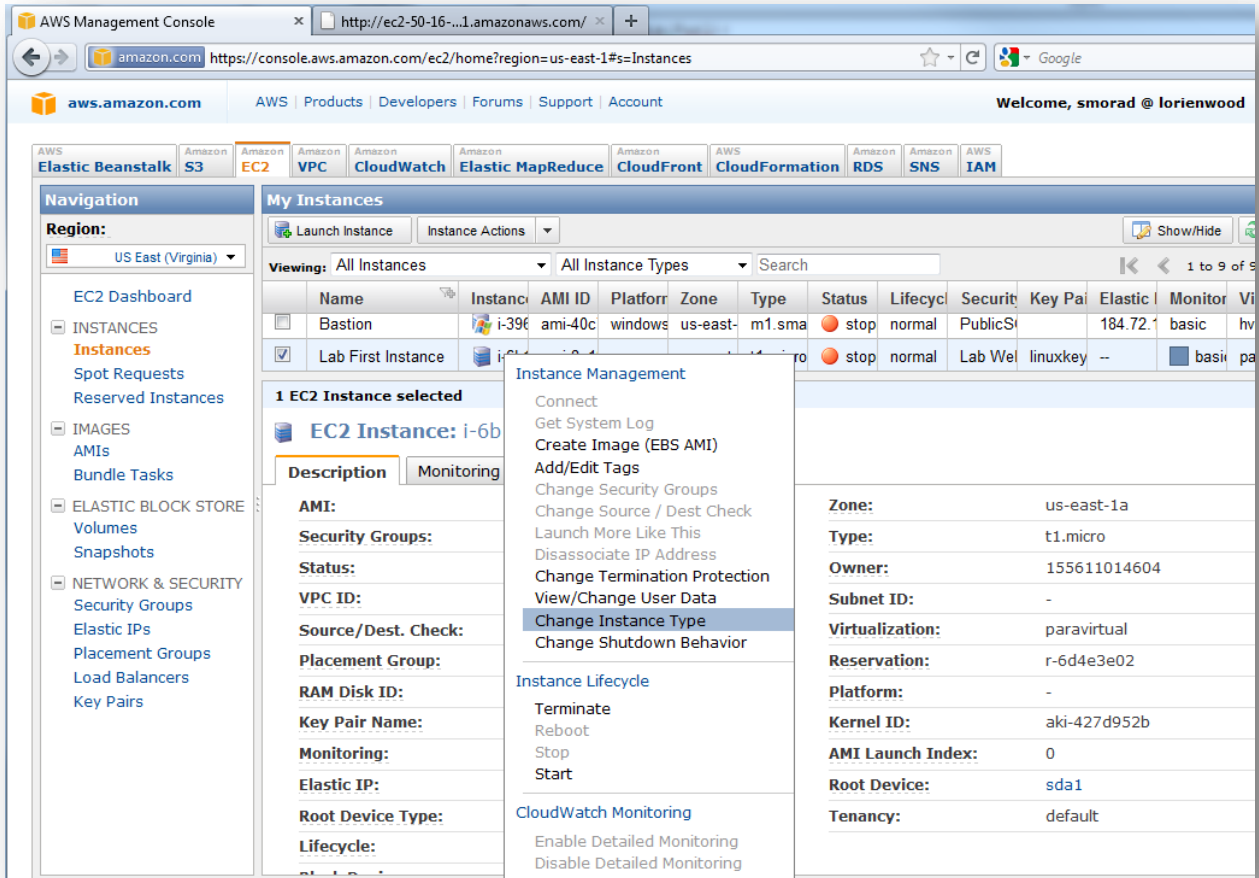 AWS Management Console × http://ec2-50-16-...1.amazonaws.com/ × +
amazon.com https://console.aws.amazon.com/ec2/home?region=us-east-1#s=Instances Google
aws.amazon.com AWS | Products | Developers | Forums | Support | Account Welcome, smorad @ lorienwood
AWS Elastic Beanstalk Amazon S3 Amazon EC2 Amazon VPC Amazon CloudWatch Amazon Elastic MapReduce Amazon CloudFront AWS CloudFormation Amazon RDS Amazon SNS AWS IAM
Navigation
Region:
US East (Virginia)
EC2 Dashboard
INSTANCES
Instances
Spot Requests
Reserved Instances
IMAGES
AMIs
Bundle Tasks
ELASTIC BLOCK STORE
Volumes
Snapshots
NETWORK & SECURITY
Security Groups
Elastic IPs
Placement Groups
Load Balancers
Key Pairs
My Instances
Launch Instance Instance Actions Show/Hide
Viewing: All Instances All Instance Types Search 1 to 9 of 9
Name Instanc AMI ID Platforr Zone Type Status Lifecycl Security Key Pai Elastic Monitor Vi
Bastion i-396 ami-40c windows us-east- m1.sma stop normal PublicS 184.72.1 basic hv
Lab First Instance stop normal Lab Wel linuxkey -- basi pa
1 EC2 Instance selected
EC2 Instance: i-6b
Description Monitoring
AMI:
Security Groups:
Status:
VPC ID:
Source/Dest. Check:
Placement Group:
RAM Disk ID:
Key Pair Name:
Monitoring:
Elastic IP:
Root Device Type:
Lifecycle:
Instance Management
Connect
Get System Log
Create Image (EBS AMI)
Add/Edit Tags
Change Security Groups
Change Source / Dest Check
Launch More Like This
Disassociate IP Address
Change Termination Protection
View/Change User Data
Change Instance Type
Change Shutdown Behavior
Instance Lifecycle
Terminate
Reboot
Stop
Start
CloudWatch Monitoring
Enable Detailed Monitoring
Disable Detailed Monitoring
Zone: us-east-1a
Type: t1.micro
Owner: 155611014604
Subnet ID: -
Virtualization: paravirtual
Reservation: r-6d4e3e02
Platform: -
Kernel ID: aki-427d952b
AMI Launch Index: 0
Root Device: sda1
Tenancy: default